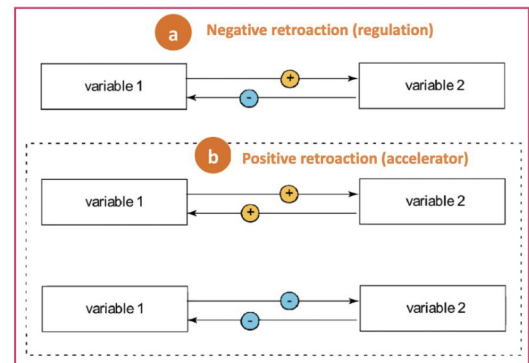 a Negative retroaction (regulation)
variable 1 + variable 2
-
b Positive retroaction (accelerator)
+
variable 1 variable 2
+
-
variable 1 variable 2
-